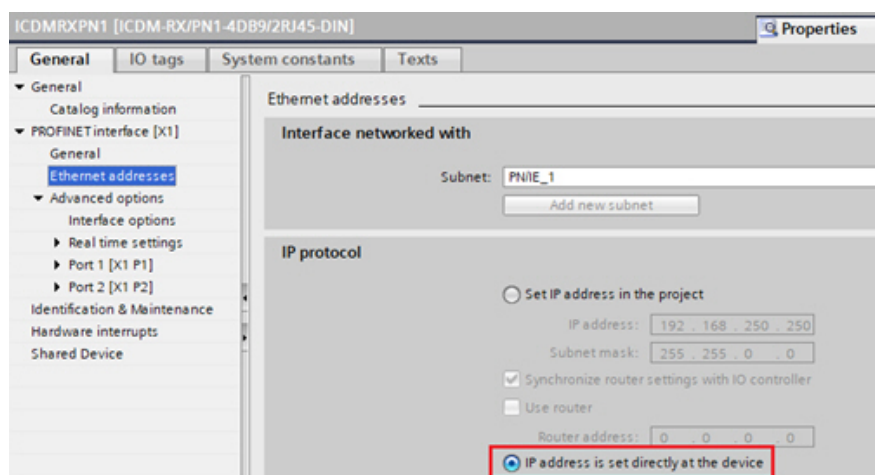 ICDMRXPN1 [ICDM-RX/PN1-4DB9/2RJ45-DIN]
Properties
General IO tags System constants Texts
General
Catalog information
PROFINET interface [X1]
General
Ethernet addresses
Advanced options
Interface options
Real time settings
Port 1 [X1 P1]
Port 2 [X1 P2]
Identification & Maintenance
Hardware interrupts
Shared Device
Ethernet addresses
Interface networked with
Subnet: PN/IE_1
Add new subnet
IP protocol
Set IP address in the project
IP address: 192 . 168 . 250 . 250
Subnet mask: 255 . 255 . 0 . 0
Synchronize router settings with IO controller
Use router
Router address: 0 . 0 . 0 . 0
IP address is set directly at the device